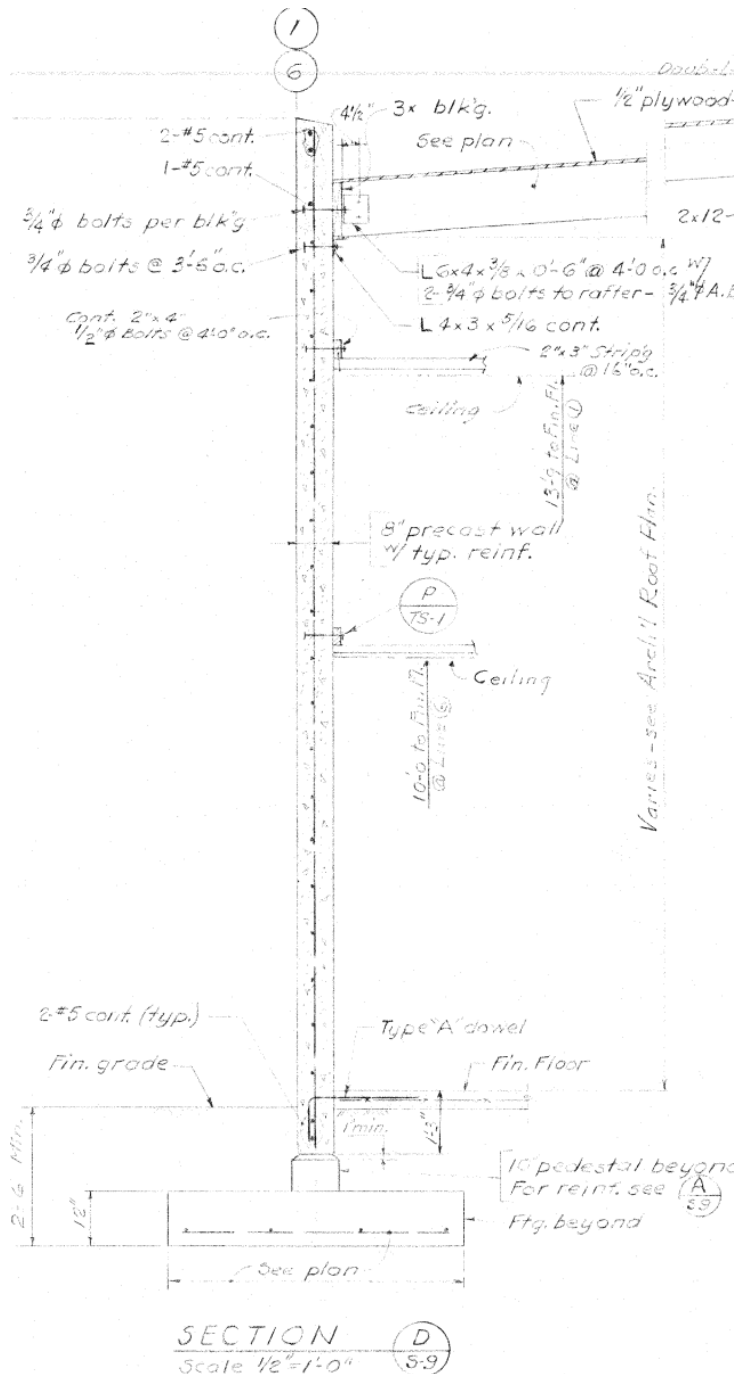 1
6
4½" 3x blk'g.
½" plywood-
2-#5 cont.
See plan
1-#5 cont.
¾"φ bolts per blk'g
2x12-
¾"φ bolts @ 3'-6" o.c.
L 6x4x⅜ x 0'-6" @ 4'-0 o.c. w/
2-¾"φ bolts to rafter- ¾"φ A.B
Cont. 2"x4"
½"φ Bolts @ 4'-0" o.c.
L 4x3x5/16 cont.
2"x3" Strip'g
@ 16" o.c.
Ceiling
13'-9 to Fin. Fl.
@ Line ①
8" precast wall
w/ typ. reinf.
P
TS-1
Ceiling
10'-0 to Fin. Fl.
@ Line ⑥
Varies - see Arch'l Roof Plan.
2-#5 cont. (typ.)
Type "A" dowel
Fin. grade
Fin. Floor
1' min.
2'-6 Min.
10" pedestal beyond
For reinf. see A
S-9
Ftg. beyond
See plan
SECTION D
Scale ½"=1'-0" S-9